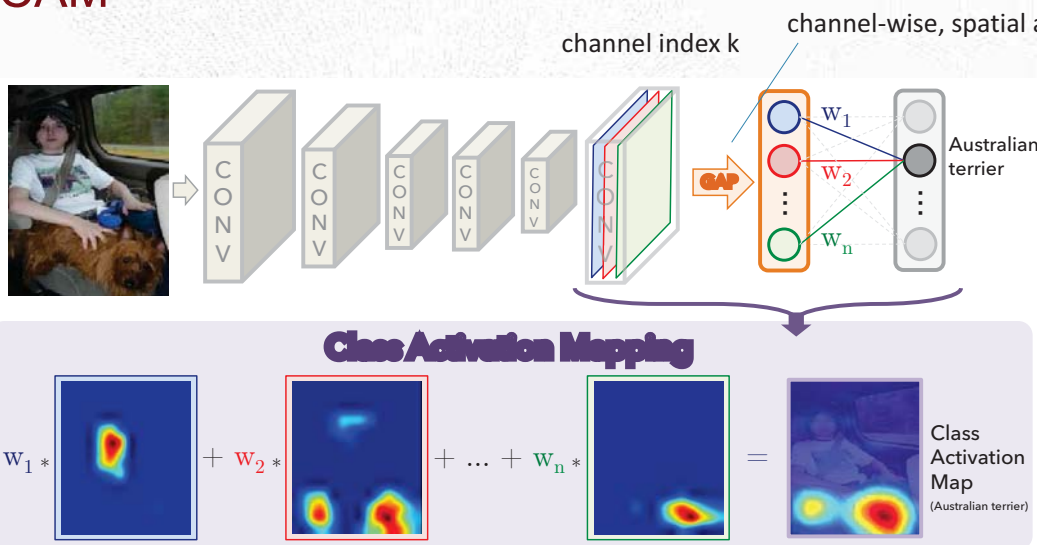 CAM
channel index k
channel-wise, spatial a
CONV
CONV
CONV
CONV
CONV
CONV
GAP
w1
w2
⋮
wn
⋮
Australian
terrier
Class Activation Mapping
w1 * + w2 * + ... + wn * =
Class
Activation
Map
(Australian terrier)